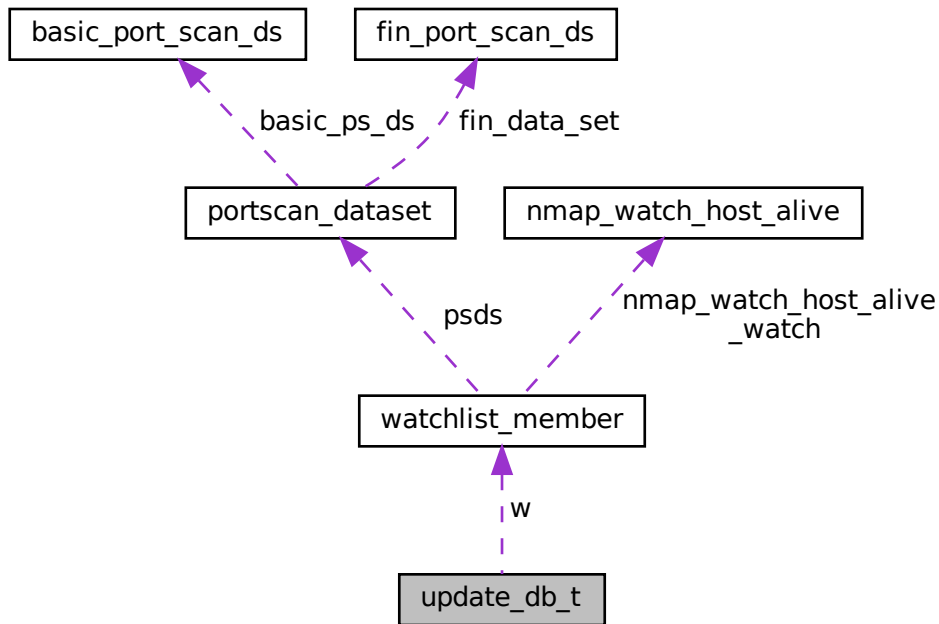 basic_port_scan_ds
fin_port_scan_ds
basic_ps_ds
fin_data_set
portscan_dataset
nmap_watch_host_alive
psds
nmap_watch_host_alive
_watch
watchlist_member
w
update_db_t